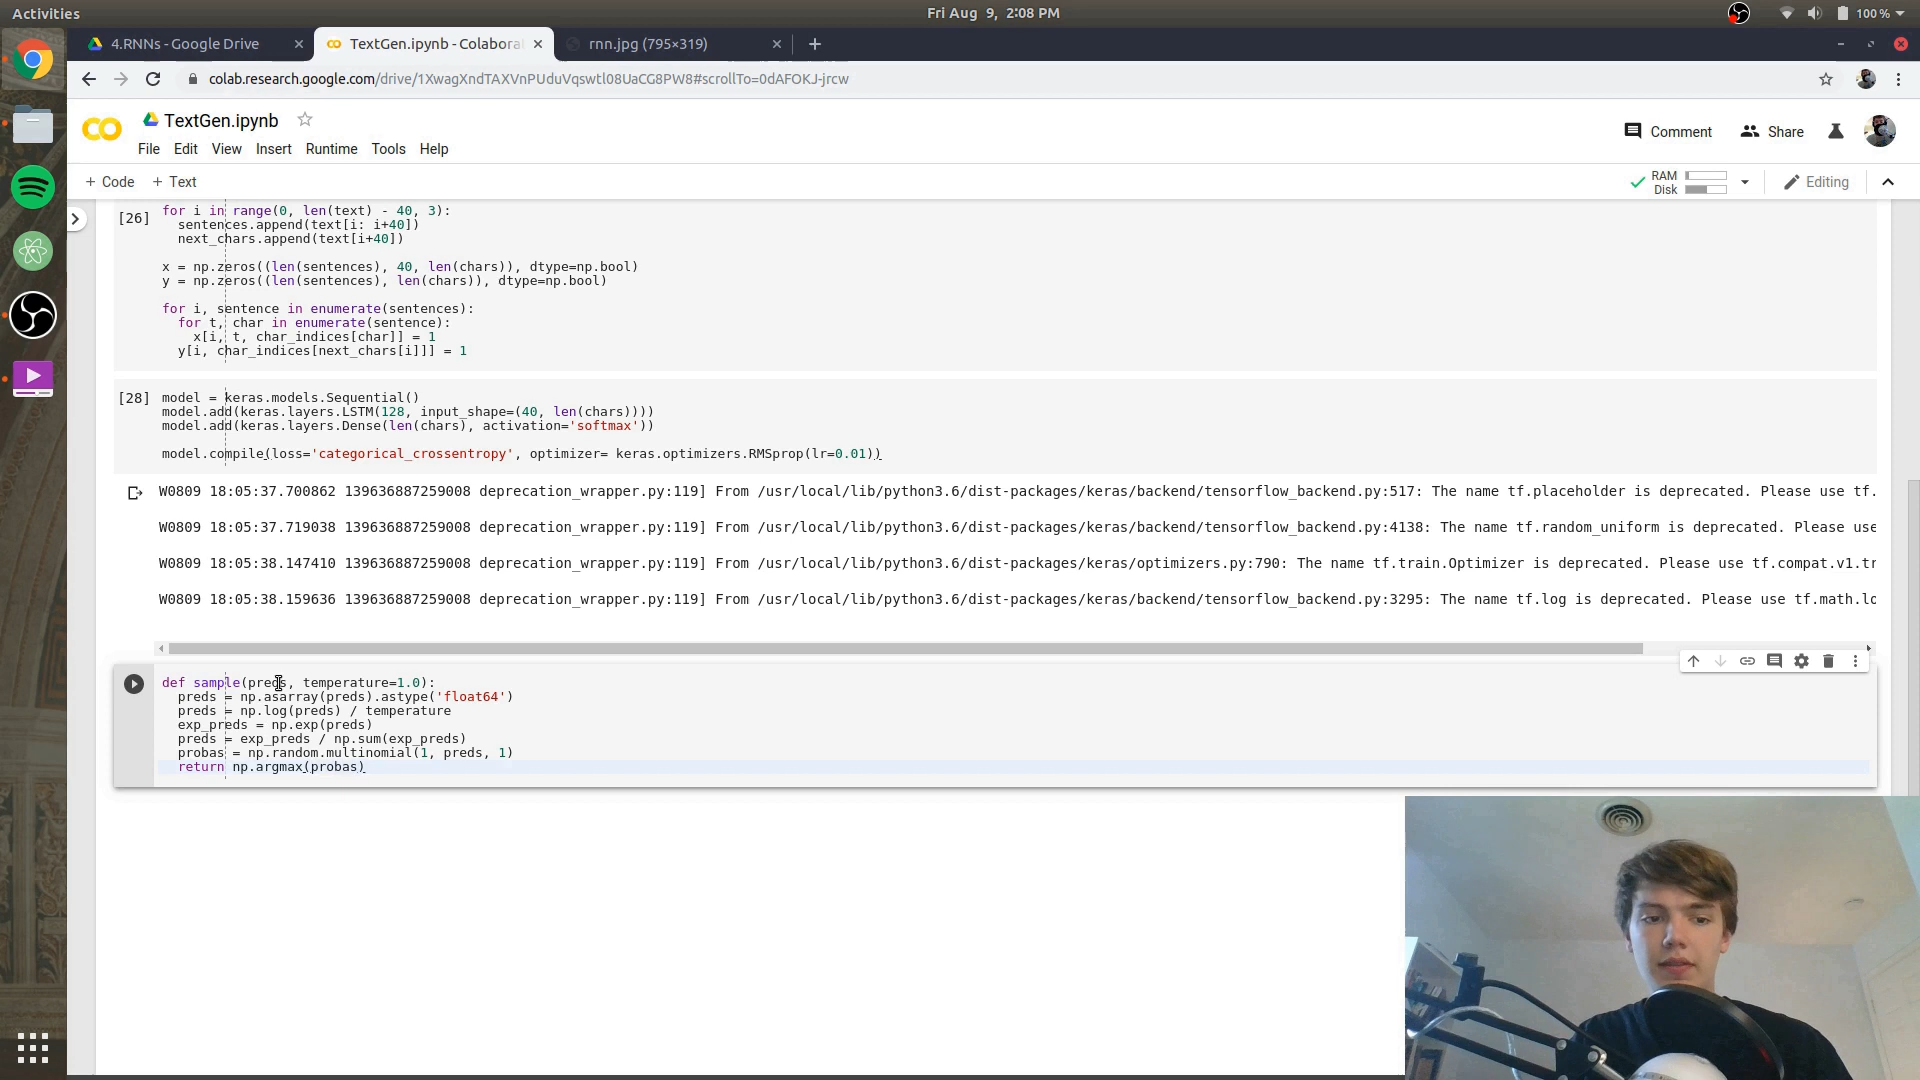 Activities
Fri Aug 9, 2:08 PM
100 %
4.RNNs - Google Drive
TextGen.ipynb - Colabora
rnn.jpg (795×319)
colab.research.google.com/drive/1XwagXndTAXVnPUduVqswtl08UaCG8PW8#scrollTo=0dAFOKJ-jrcw
TextGen.ipynb
Comment
Share
File Edit View Insert Runtime Tools Help
+ Code + Text
RAM
Disk
Editing
[26]
for i in range(0, len(text) - 40, 3):
sentences.append(text[i: i+40])
next_chars.append(text[i+40])
x = np.zeros((len(sentences), 40, len(chars)), dtype=np.bool)
y = np.zeros((len(sentences), len(chars)), dtype=np.bool)
for i, sentence in enumerate(sentences):
for t, char in enumerate(sentence):
x[i, t, char_indices[char]] = 1
y[i, char_indices[next_chars[i]]] = 1
[28] model = keras.models.Sequential()
model.add(keras.layers.LSTM(128, input_shape=(40, len(chars))))
model.add(keras.layers.Dense(len(chars), activation='softmax'))
model.compile(loss='categorical_crossentropy', optimizer= keras.optimizers.RMSprop(lr=0.01))
W0809 18:05:37.700862 139636887259008 deprecation_wrapper.py:119] From /usr/local/lib/python3.6/dist-packages/keras/backend/tensorflow_backend.py:517: The name tf.placeholder is deprecated. Please use tf.
W0809 18:05:37.719038 139636887259008 deprecation_wrapper.py:119] From /usr/local/lib/python3.6/dist-packages/keras/backend/tensorflow_backend.py:4138: The name tf.random_uniform is deprecated. Please use
W0809 18:05:38.147410 139636887259008 deprecation_wrapper.py:119] From /usr/local/lib/python3.6/dist-packages/keras/optimizers.py:790: The name tf.train.Optimizer is deprecated. Please use tf.compat.v1.tr
W0809 18:05:38.159636 139636887259008 deprecation_wrapper.py:119] From /usr/local/lib/python3.6/dist-packages/keras/backend/tensorflow_backend.py:3295: The name tf.log is deprecated. Please use tf.math.lo
def sample(preds, temperature=1.0):
preds = np.asarray(preds).astype('float64')
preds = np.log(preds) / temperature
exp_preds = np.exp(preds)
preds = exp_preds / np.sum(exp_preds)
probas = np.random.multinomial(1, preds, 1)
return np.argmax(probas)